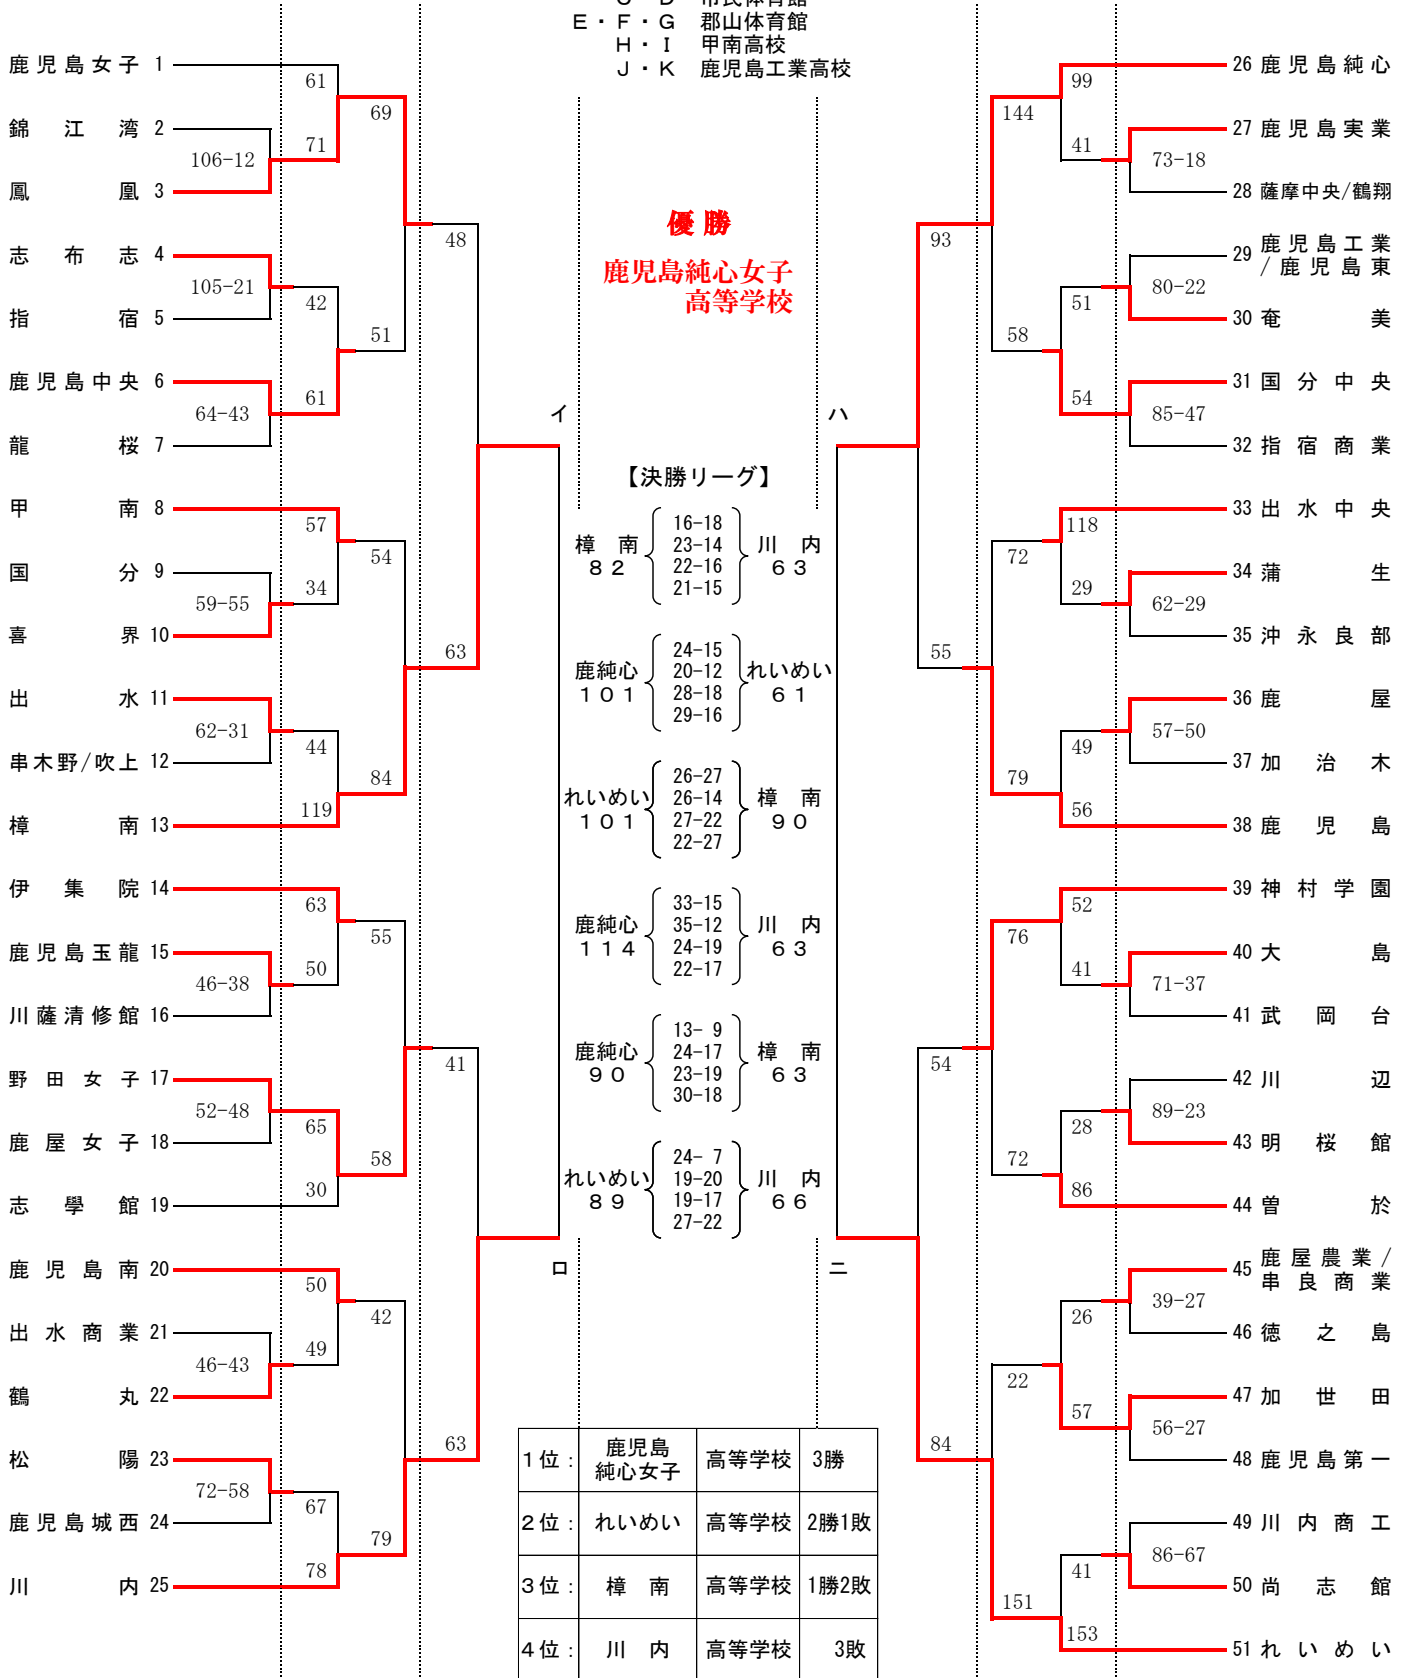 C・D 市民体育館
E・F・G 郡山体育館
H・I 甲南高校
J・K 鹿児島工業高校
鹿児島女子 1
錦江湾 2
鳳凰 3
志布志 4
指宿 5
鹿児島中央 6
龍桜 7
甲南 8
国分 9
喜界 10
出水 11
串木野/吹上 12
樟南 13
伊集院 14
鹿児島玉龍 15
川薩清修館 16
野田女子 17
鹿屋女子 18
志學館 19
鹿児島南 20
出水商業 21
鶴丸 22
松陽 23
鹿児島城西 24
川内 25
106-12
105-21
64-43
59-55
62-31
46-38
52-48
46-43
72-58
61
71
42
61
57
34
44
119
63
50
65
30
50
49
67
78
69
51
54
84
55
58
42
79
48
63
41
63
イ
ロ
優勝
鹿児島純心女子
高等学校
【決勝リーグ】
樟南 82
16-18
23-14
22-16
21-15
川内 63
鹿純心 101
24-15
20-12
28-18
29-16
れいめい 61
れいめい 101
26-27
26-14
27-22
22-27
樟南 90
鹿純心 114
33-15
35-12
24-19
22-17
川内 63
鹿純心 90
13- 9
24-17
23-19
30-18
樟南 63
れいめい 89
24- 7
19-20
19-17
27-22
川内 66
1位: 鹿児島純心女子 高等学校 3勝
2位: れいめい 高等学校 2勝1敗
3位: 樟南 高等学校 1勝2敗
4位: 川内 高等学校 3敗
ハ
ニ
93
55
54
84
144
58
72
79
76
72
22
151
99
41
51
54
118
29
49
56
52
41
28
86
26
57
41
153
73-18
80-22
85-47
62-29
57-50
71-37
89-23
39-27
56-27
86-67
26 鹿児島純心
27 鹿児島実業
28 薩摩中央/鶴翔
29 鹿児島工業
/鹿児島東
30 奄美
31 国分中央
32 指宿商業
33 出水中央
34 蒲生
35 沖永良部
36 鹿屋
37 加治木
38 鹿児島
39 神村学園
40 大島
41 武岡台
42 川辺
43 明桜館
44 曽於
45 鹿屋農業/
串良商業
46 徳之島
47 加世田
48 鹿児島第一
49 川内商工
50 尚志館
51 れいめい